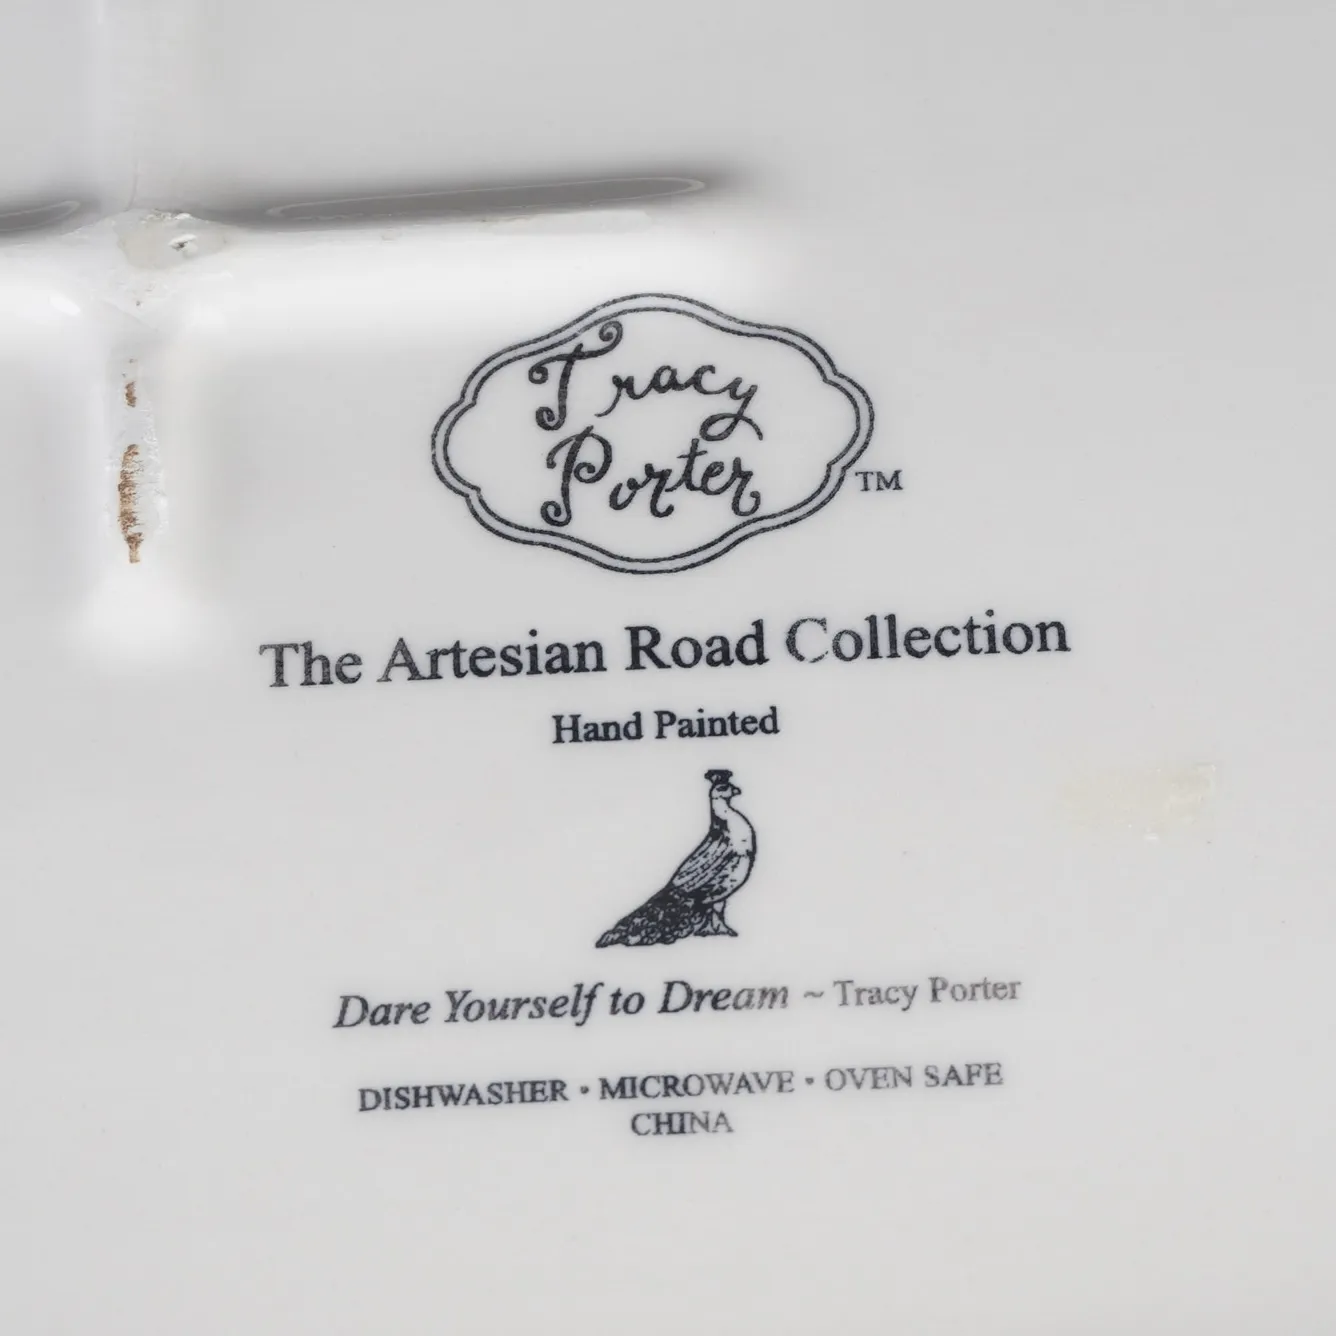 Tracy
Porter
TM
The Artesian Road Collection
Hand Painted
Dare Yourself to Dream ~ Tracy Porter
DISHWASHER • MICROWAVE • OVEN SAFE
CHINA